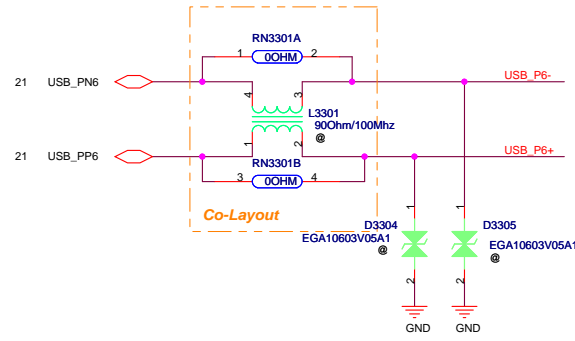 RN3301A
1 0OHM 2
21 USB_PN6
USB_P6-
4 3
L3301
90Ohm/100Mhz
@
1 2
21 USB_PP6
USB_P6+
RN3301B
3 0OHM 4
Co-Layout
1 1
D3304
EGA10603V05A1
@
D3305
EGA10603V05A1
@
2 2
GND GND